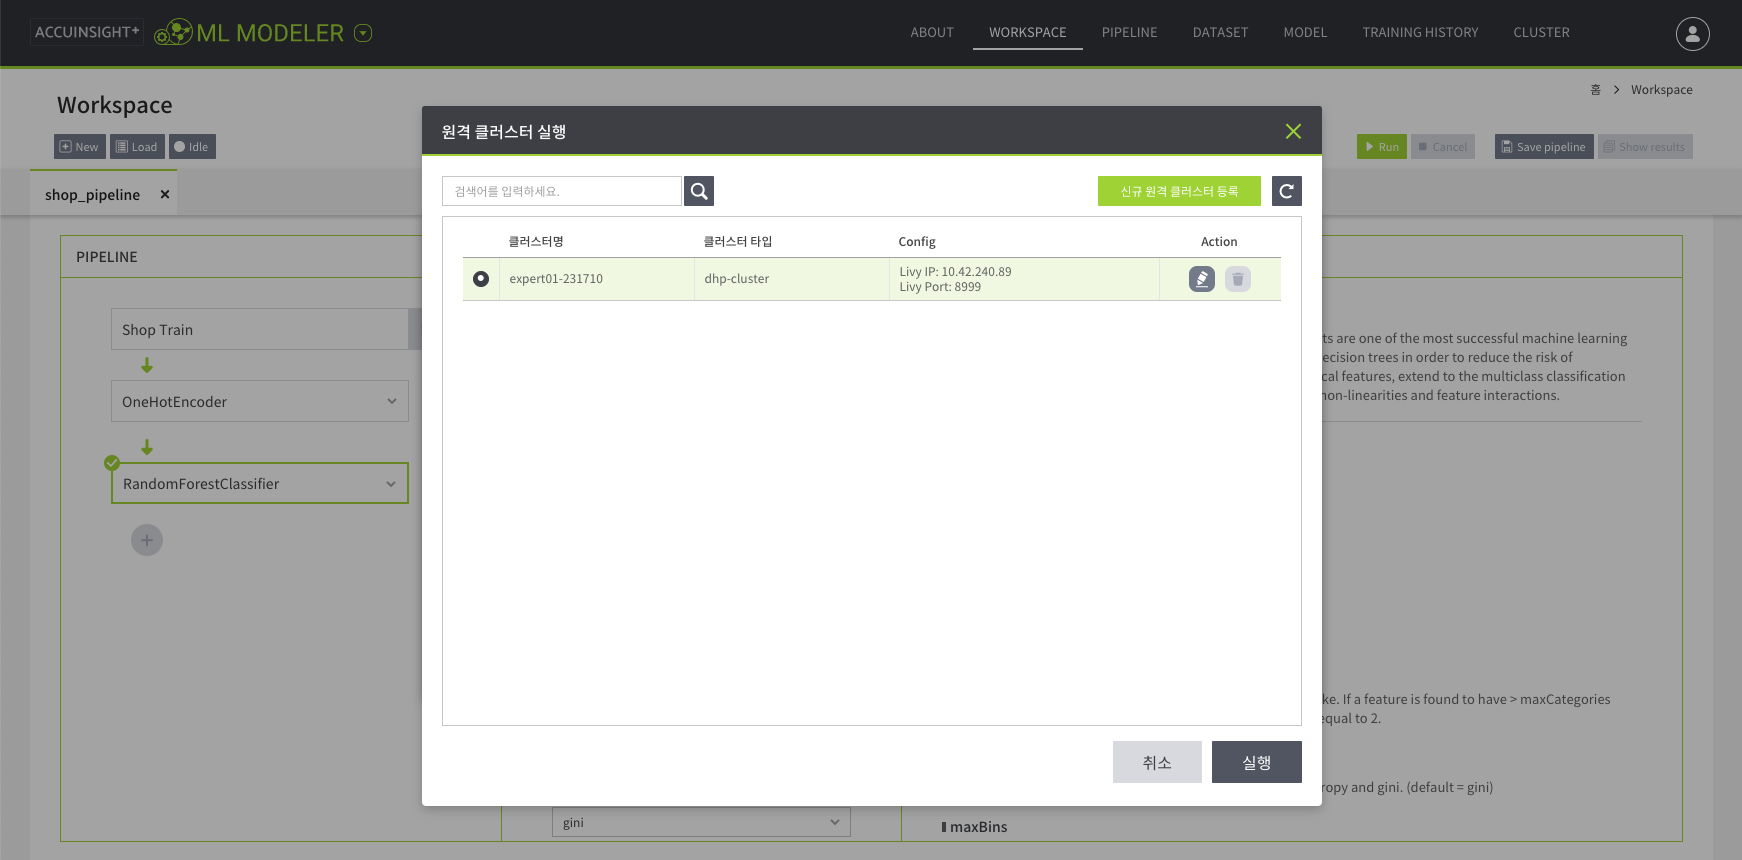 ACCUINSIGHT+ ML MODELER
ABOUT WORKSPACE PIPELINE DATASET MODEL TRAINING HISTORY CLUSTER
Workspace
홈 > Workspace
New Load Idle
Run Cancel Save pipeline Show results
shop_pipeline ×
PIPELINE
Shop Train
OneHotEncoder
RandomForestClassifier
원격 클러스터 실행
검색어를 입력하세요.
신규 원격 클러스터 등록
클러스터명 클러스터 타입 Config Action
expert01-231710 dhp-cluster Livy IP: 10.42.240.89
Livy Port: 8999
취소 실행
ts are one of the most successful machine learning
ecision trees in order to reduce the risk of
cal features, extend to the multiclass classification
non-linearities and feature interactions.
ke. If a feature is found to have > maxCategories
equal to 2.
ropy and gini. (default = gini)
gini
maxBins